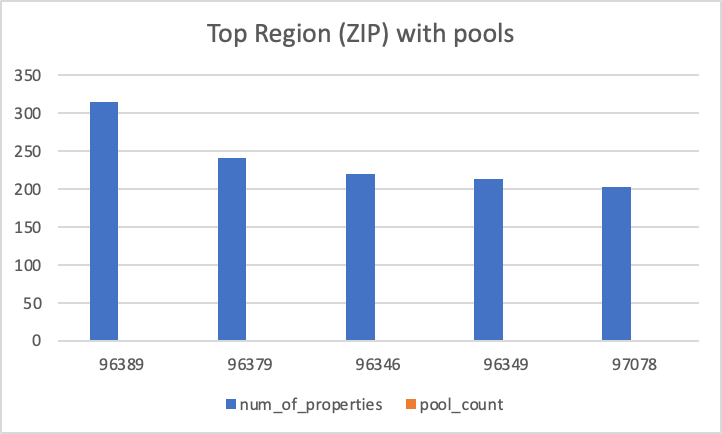 Top Region (ZIP) with pools
350
300
250
200
150
100
50
0
96389 96379 96346 96349 97078
num_of_properties pool_count